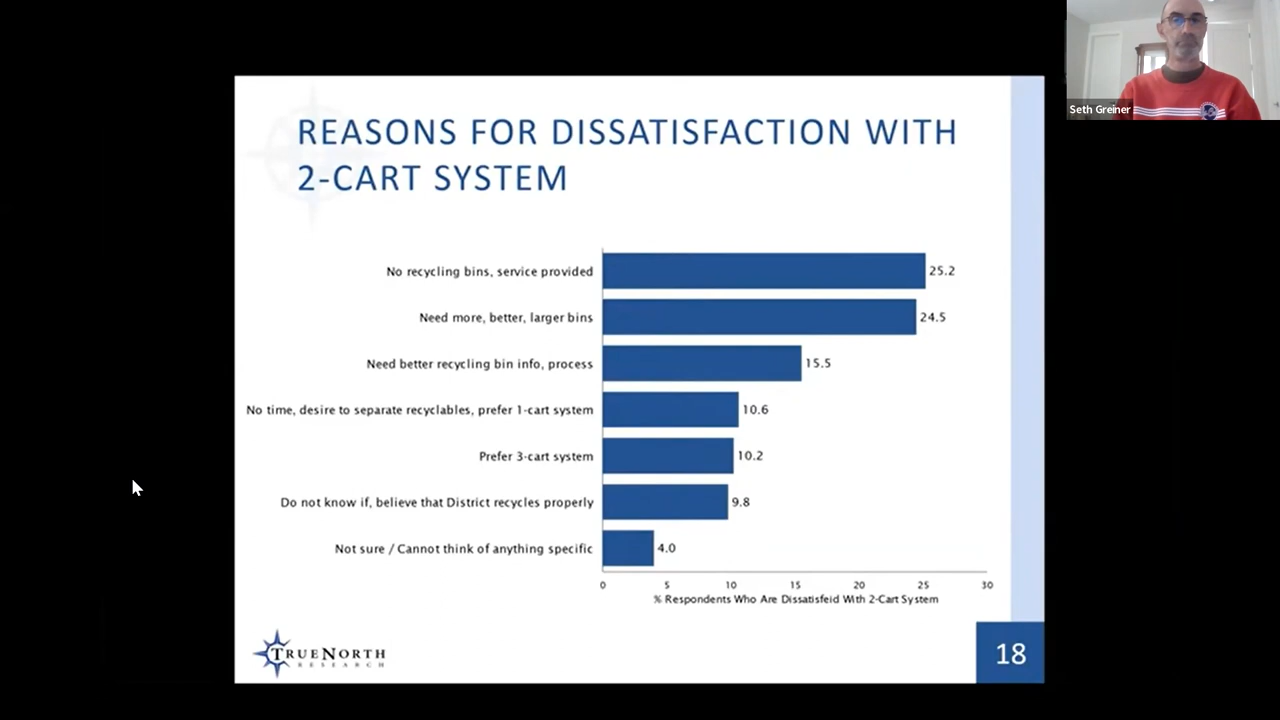 Seth Greiner
REASONS FOR DISSATISFACTION WITH
2-CART SYSTEM
No recycling bins, service provided 25.2
Need more, better, larger bins 24.5
Need better recycling bin info, process 15.5
No time, desire to separate recyclables, prefer 1-cart system 10.6
Prefer 3-cart system 10.2
Do not know if, believe that District recycles properly 9.8
Not sure / Cannot think of anything specific 4.0
0 5 10 15 20 25 30
% Respondents Who Are Dissatisfeid With 2-Cart System
TRUENORTH
RESEARCH
18